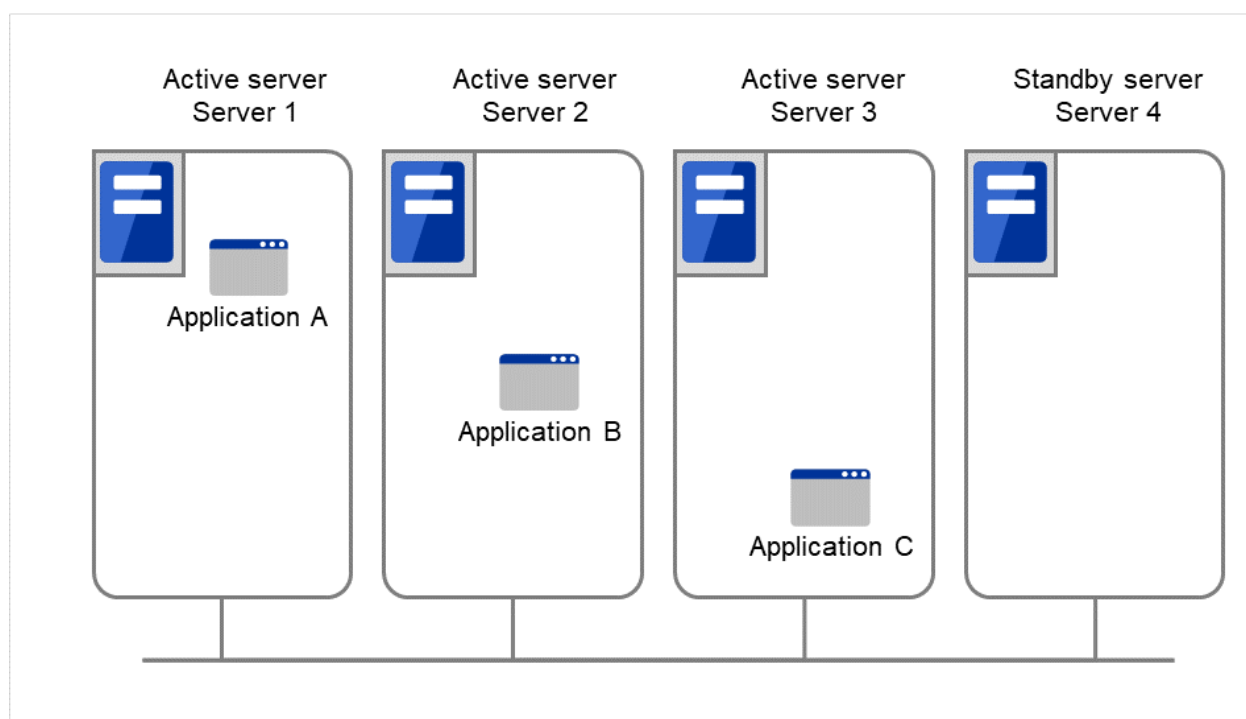 Active server
Server 1
Active server
Server 2
Active server
Server 3
Standby server
Server 4
Application A
Application B
Application C